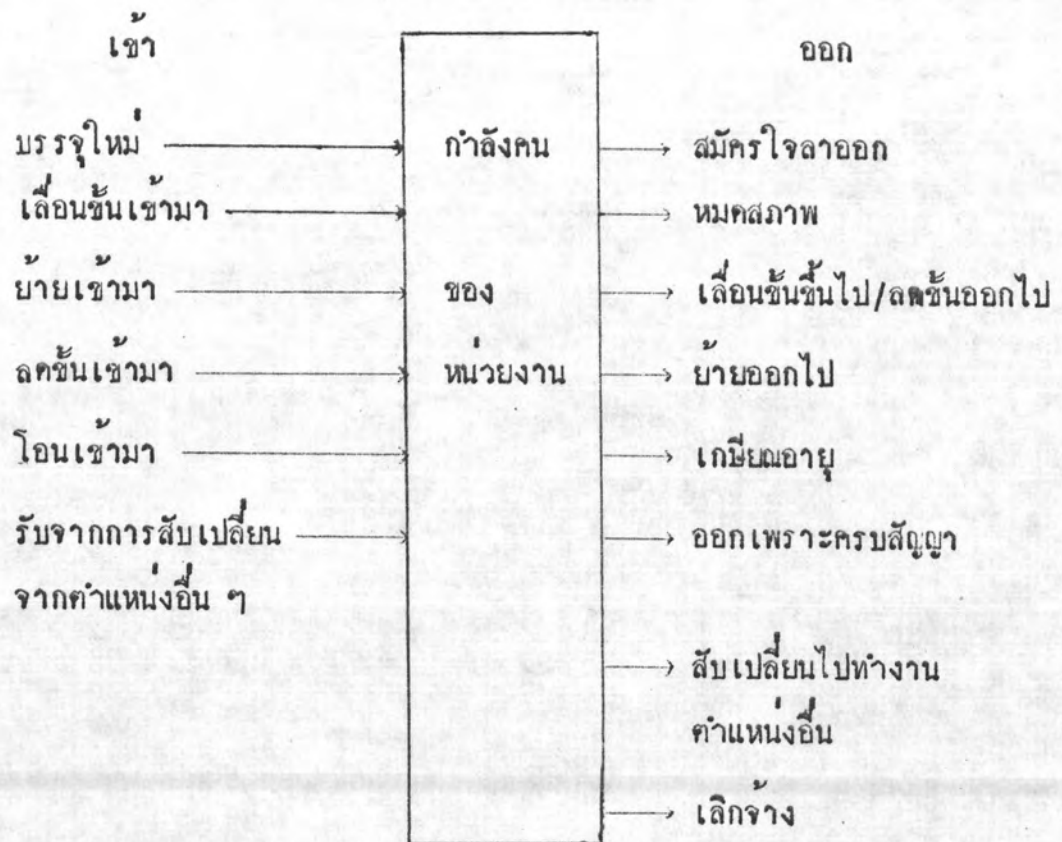 เข้า
ออก
บรรจุใหม่
กำลังคน
สมัครใจลาออก
เลื่อนชั้นเข้ามา
หมดสภาพ
ย้ายเข้ามา
ของ
เลื่อนชั้นขึ้นไป/ลดชั้นออกไป
ลดชั้นเข้ามา
หน่วยงาน
ย้ายออกไป
โอนเข้ามา
เกษียณอายุ
รับจากการสับเปลี่ยน
ออกเพราะครบสัญญา
จากตำแหน่งอื่น ๆ
สับเปลี่ยนไปทำงาน
ตำแหน่งอื่น
เลิกจ้าง